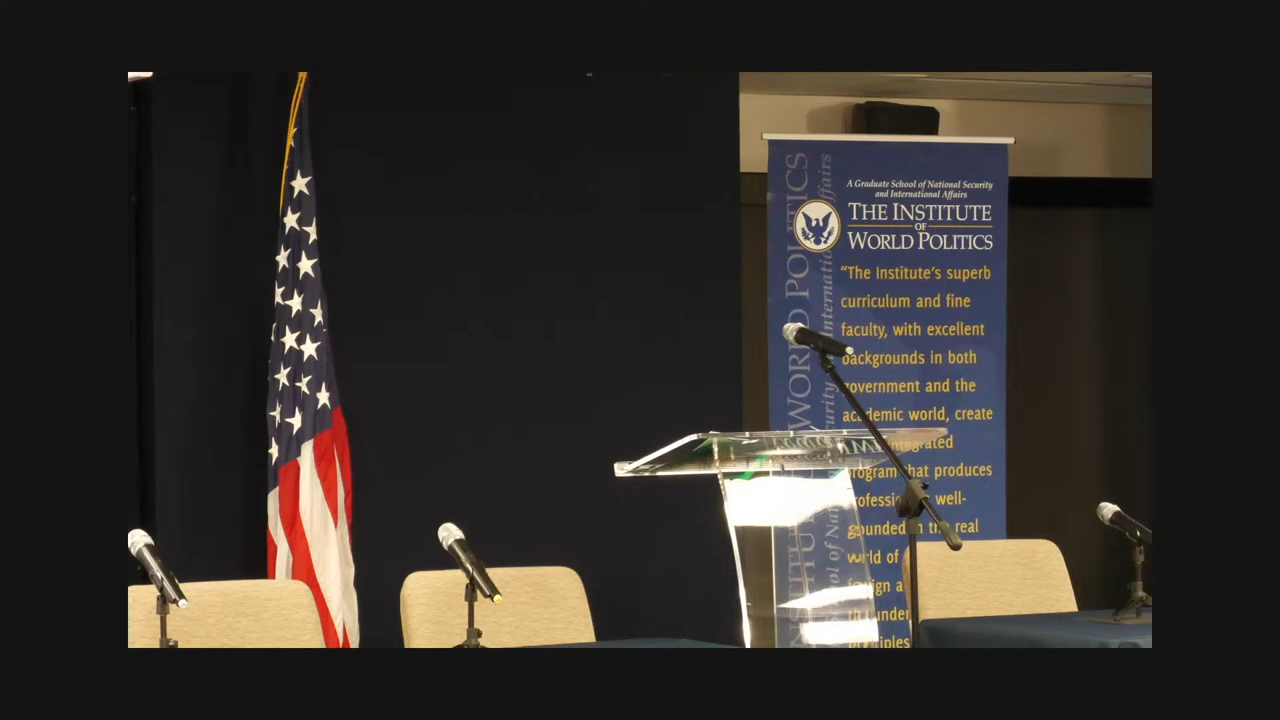 A Graduate School of National Security
and International Affairs
THE INSTITUTE
OF
WORLD POLITICS
“The Institute’s superb
curriculum and fine
faculty, with excellent
backgrounds in both
government and the
academic world, create
integrated
program that produces
well-
grounded in the real
world of
WORLD POLITICS